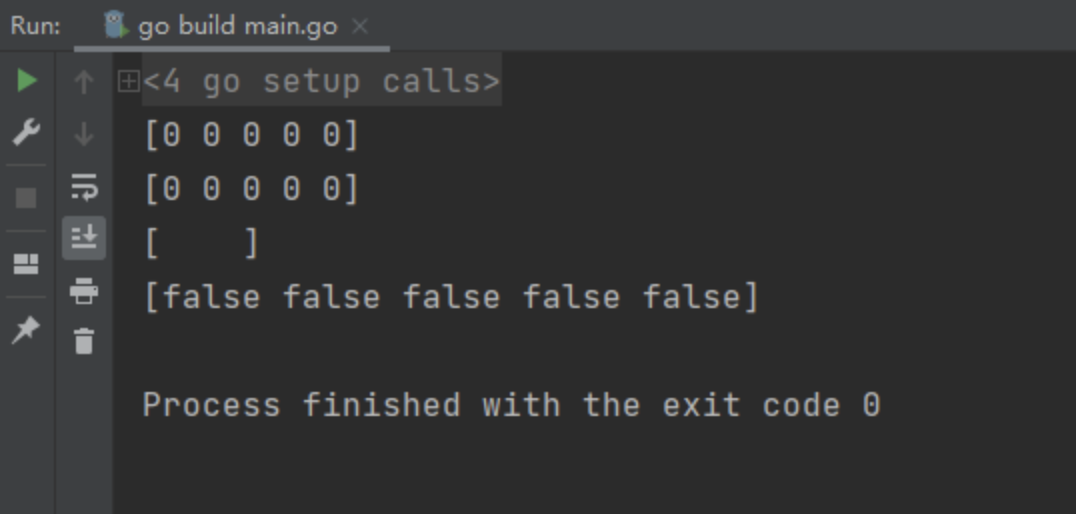 Run: go build main.go
<4 go setup calls>
[0 0 0 0 0]
[0 0 0 0 0]
[    ]
[false false false false false]
Process finished with the exit code 0